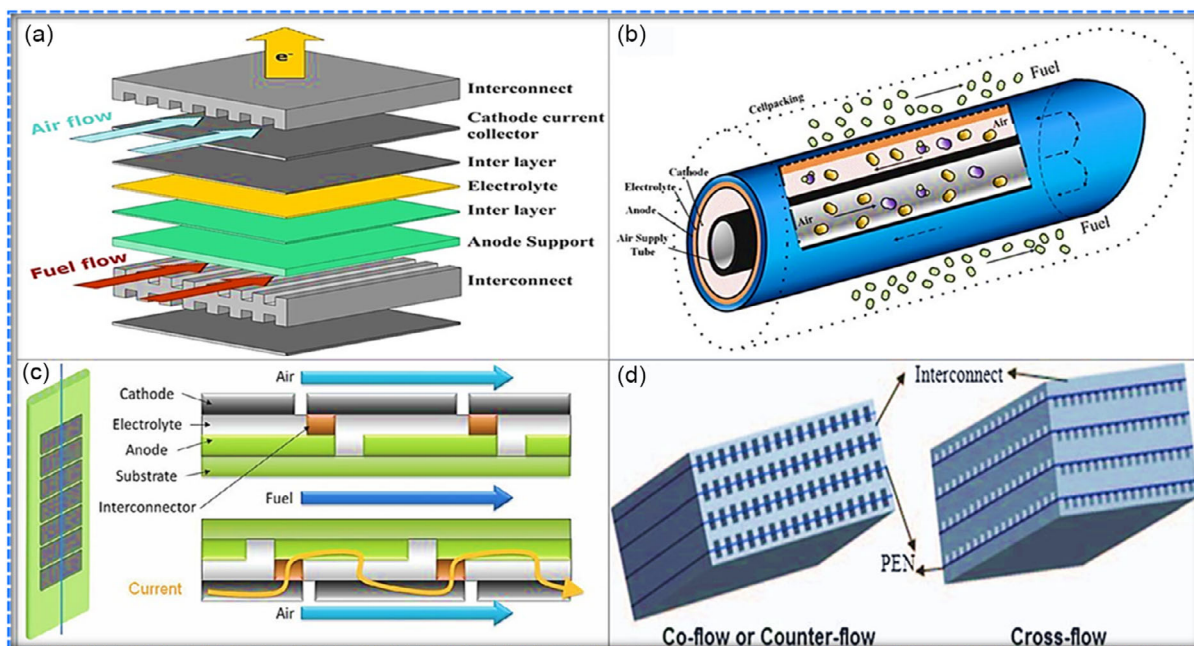 (a)
e-
Interconnect
Air flow
Cathode current
collector
Inter layer
Electrolyte
Inter layer
Anode Support
Fuel flow
Interconnect
(b)
Fuel
Cellpacking
Air
Cathode
Electrolyte
Anode
Air Supply
Tube
Air
Fuel
(c)
Air
Cathode
Electrolyte
Anode
Substrate
Interconnector
Fuel
Current
Air
(d)
Interconnect
PEN
Co-flow or Counter-flow
Cross-flow